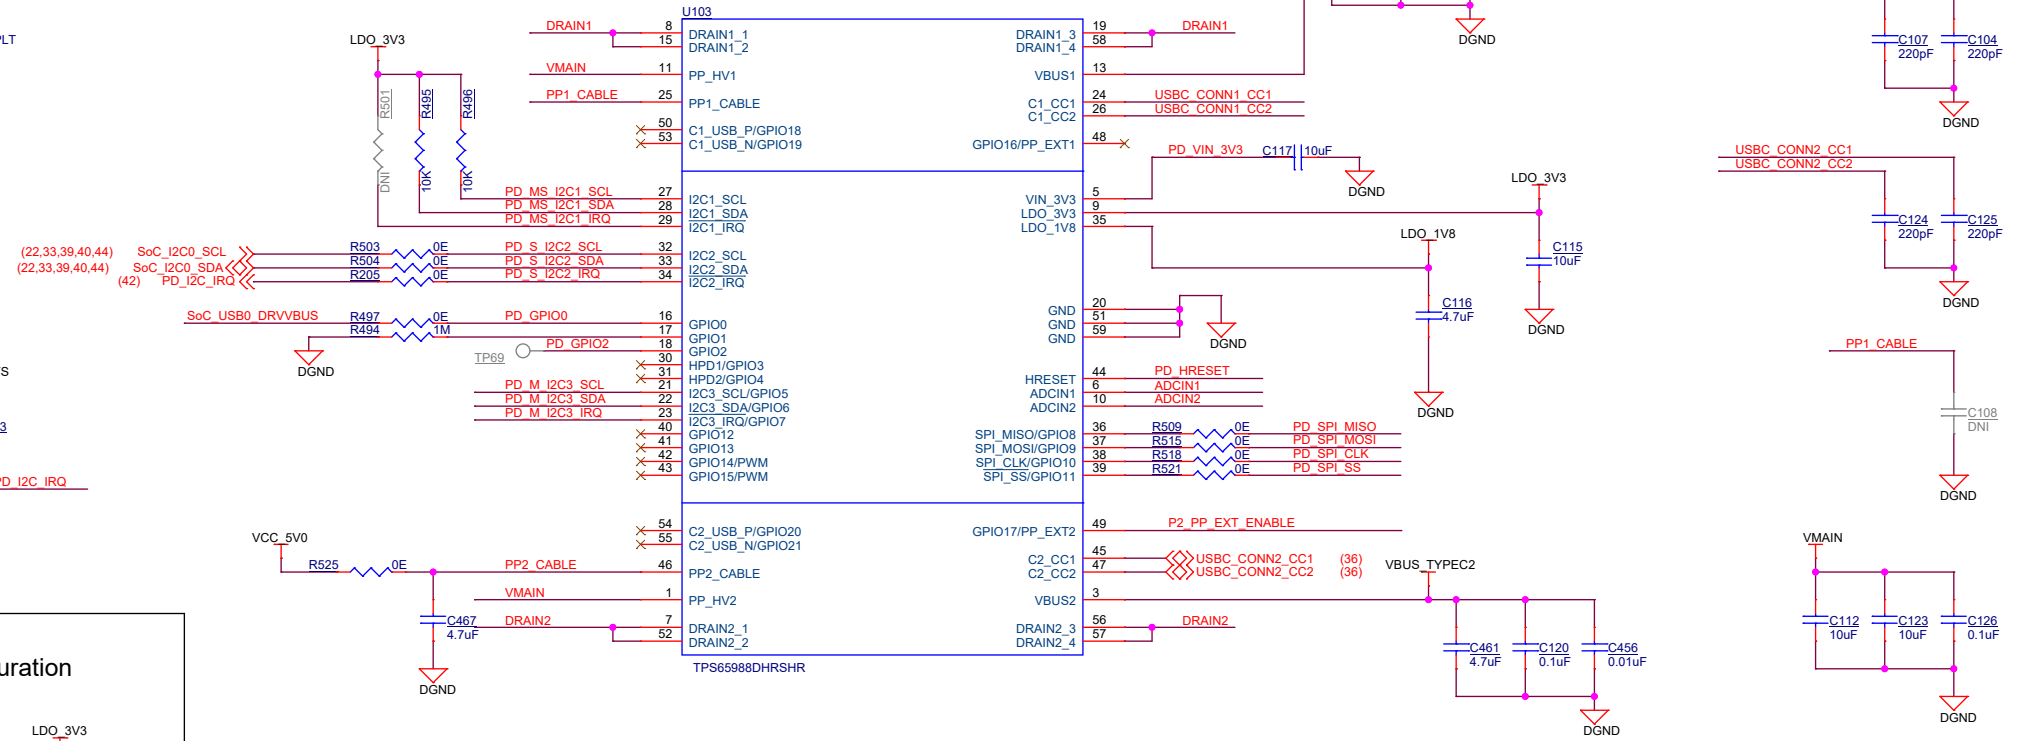 U103
DRAIN1 8 DRAIN1_1 DRAIN1_3 19 DRAIN1
15 DRAIN1_2 DRAIN1_4 58
VMAIN 11 PP_HV1 VBUS1 13
PP1_CABLE 25 PP1_CABLE C1_CC1 24 USBC_CONN1_CC1
C1_CC2 26 USBC_CONN1_CC2
50 C1_USB_P/GPIO18
53 C1_USB_N/GPIO19 GPIO16/PP_EXT1 48
PD_VIN_3V3 C117 10uF
DGND
PD_MS_I2C1_SCL 27 I2C1_SCL VIN_3V3 5
PD_MS_I2C1_SDA 28 I2C1_SDA LDO_3V3 9
PD_MS_I2C1_IRQ 29 I2C1_IRQ LDO_1V8 35
(22,33,39,40,44) SoC_I2C0_SCL R503 0E PD_S_I2C2_SCL 32 I2C2_SCL
(22,33,39,40,44) SoC_I2C0_SDA R504 0E PD_S_I2C2_SDA 33 I2C2_SDA
(42) PD_I2C_IRQ R205 0E PD_S_I2C2_IRQ 34 I2C2_IRQ
SoC_USB0_DRVVBUS R497 0E PD_GPIO0 16 GPIO0
R494 1M 17 GPIO1
DGND
TP69 PD_GPIO2 18 GPIO2
30 HPD1/GPIO3
31 HPD2/GPIO4
PD_M_I2C3_SCL 21 I2C3_SCL/GPIO5
PD_M_I2C3_SDA 22 I2C3_SDA/GPIO6
PD_M_I2C3_IRQ 23 I2C3_IRQ/GPIO7
40 GPIO12
41 GPIO13
42 GPIO14/PWM
43 GPIO15/PWM
GND 20
GND 51
GND 59
DGND
HRESET 44 PD_HRESET
ADCIN1 6 ADCIN1
ADCIN2 10 ADCIN2
SPI_MISO/GPIO8 36 R509 0E PD_SPI_MISO
SPI_MOSI/GPIO9 37 R515 0E PD_SPI_MOSI
SPI_CLK/GPIO10 38 R518 0E PD_SPI_CLK
SPI_SS/GPIO11 39 R521 0E PD_SPI_SS
54 C2_USB_P/GPIO20 GPIO17/PP_EXT2 49 P2_PP_EXT_ENABLE
55 C2_USB_N/GPIO21
C2_CC1 45 USBC_CONN2_CC1 (36)
C2_CC2 47 USBC_CONN2_CC2 (36)
VCC_5V0
R525 0E PP2_CABLE 46 PP2_CABLE
VMAIN 1 PP_HV2 VBUS2 3
DRAIN2 7 DRAIN2_1 DRAIN2_3 56 DRAIN2
52 DRAIN2_2 DRAIN2_4 57
TPS65988DHRSHR
C467
4.7uF
DGND
LDO_3V3
R501
DNI
R495
10K
R496
10K
PLT
S
3
PD_I2C_IRQ
uration
LDO_3V3
DGND
LDO_3V3
C115
10uF
DGND
LDO_1V8
C116
4.7uF
DGND
VBUS_TYPEC2
C461
4.7uF
C120
0.1uF
C456
0.01uF
DGND
C107
220pF
C104
220pF
DGND
USBC_CONN2_CC1
USBC_CONN2_CC2
C124
220pF
C125
220pF
DGND
PP1_CABLE
C108
DNI
DGND
VMAIN
C112
10uF
C123
10uF
C126
0.1uF
DGND